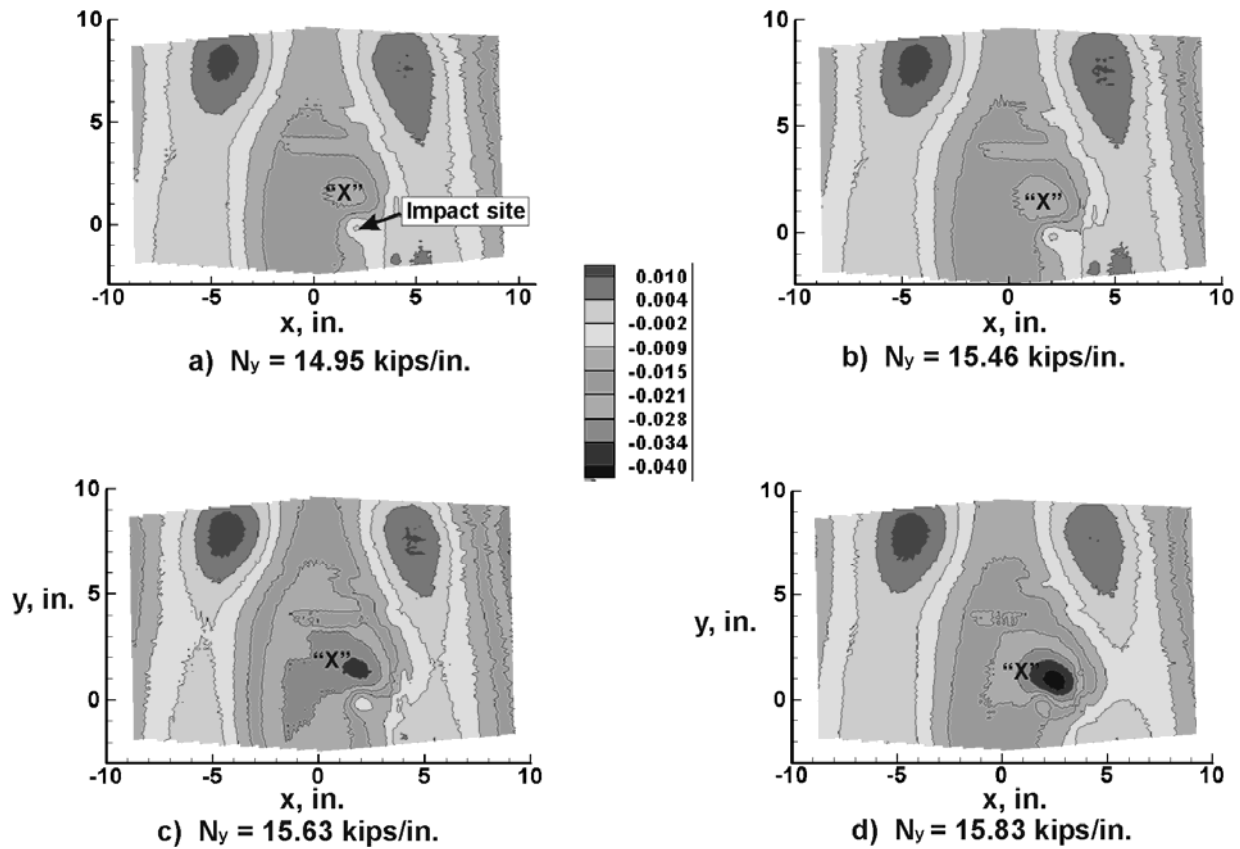 10
5
0
"X"
Impact site
-10
-5
0
5
10
x, in.
a) Ny = 14.95 kips/in.
10
5
0
"X"
-10
-5
0
5
10
x, in.
b) Ny = 15.46 kips/in.
0.010
0.004
-0.002
-0.009
-0.015
-0.021
-0.028
-0.034
-0.040
10
5
y, in.
0
"X"
-10
-5
0
5
10
x, in.
c) Ny = 15.63 kips/in.
10
5
y, in.
0
"X"
-10
-5
0
5
10
x, in.
d) Ny = 15.83 kips/in.